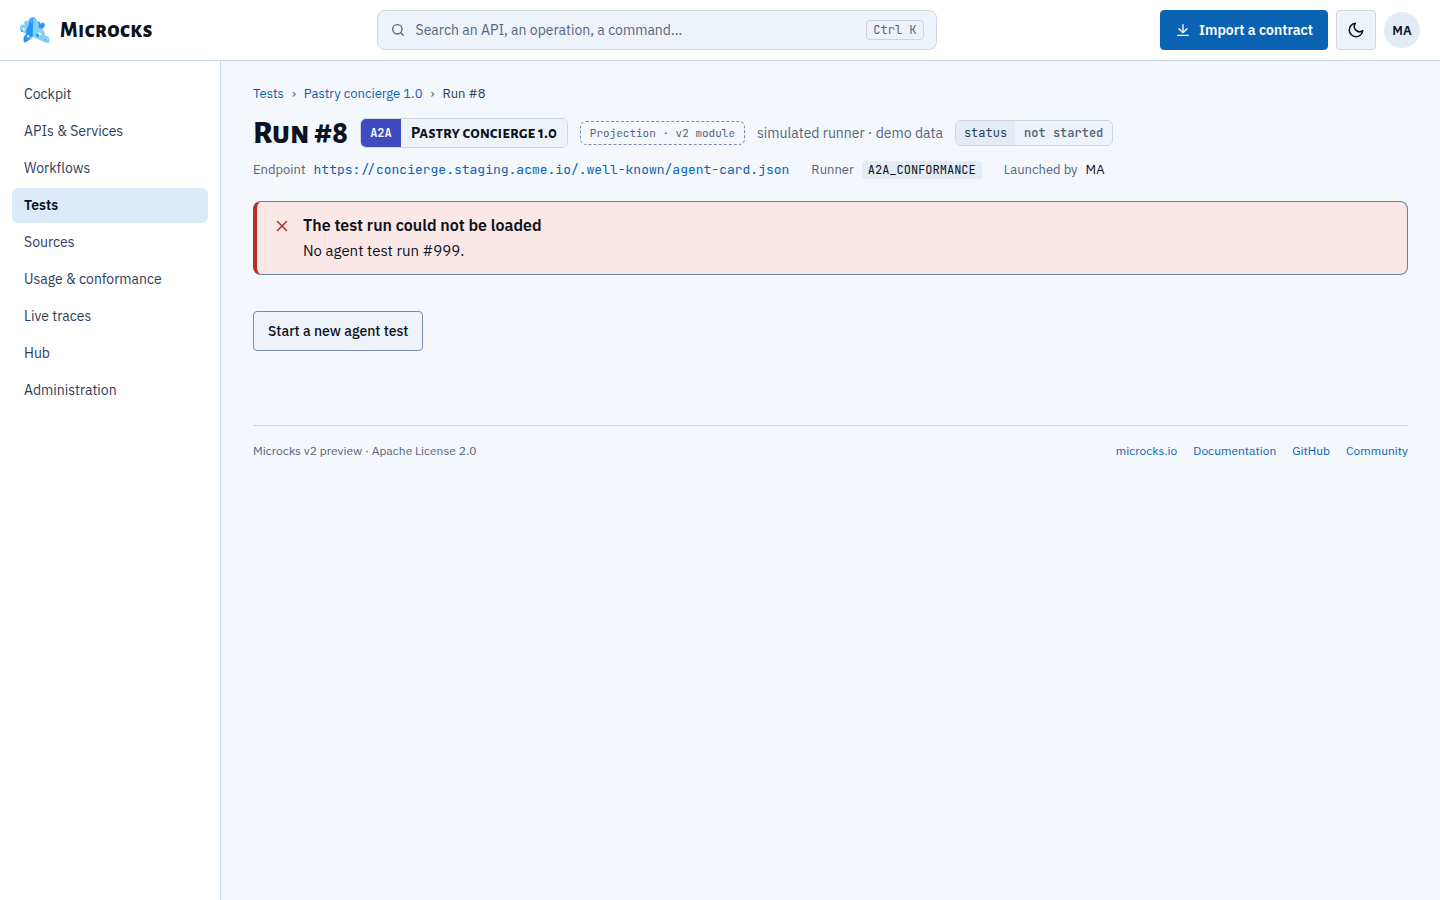 Microcks
Search an API, an operation, a command...
Ctrl K
Import a contract
MA
Cockpit
APIs & Services
Workflows
Tests
Sources
Usage & conformance
Live traces
Hub
Administration
Tests › Pastry concierge 1.0 › Run #8
Run #8 A2A Pastry concierge 1.0 Projection · v2 module simulated runner · demo data status not started
Endpoint https://concierge.staging.acme.io/.well-known/agent-card.json Runner A2A_CONFORMANCE Launched by MA
The test run could not be loaded
No agent test run #999.
Start a new agent test
Microcks v2 preview · Apache License 2.0
microcks.io Documentation GitHub Community